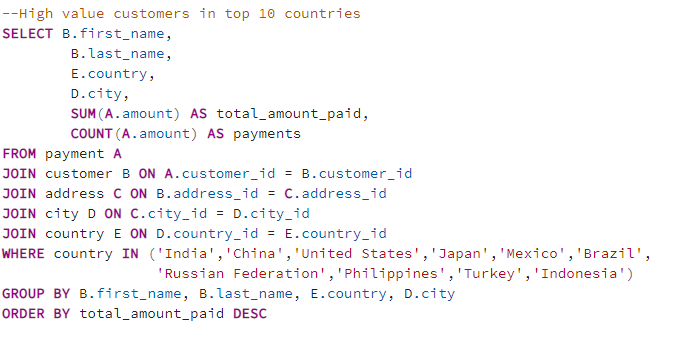 --High value customers in top 10 countries
SELECT B.first_name,
B.last_name,
E.country,
D.city,
SUM(A.amount) AS total_amount_paid,
COUNT(A.amount) AS payments
FROM payment A
JOIN customer B ON A.customer_id = B.customer_id
JOIN address C ON B.address_id = C.address_id
JOIN city D ON C.city_id = D.city_id
JOIN country E ON D.country_id = E.country_id
WHERE country IN ('India','China','United States','Japan','Mexico','Brazil',
'Russian Federation','Philippines','Turkey','Indonesia')
GROUP BY B.first_name, B.last_name, E.country, D.city
ORDER BY total_amount_paid DESC